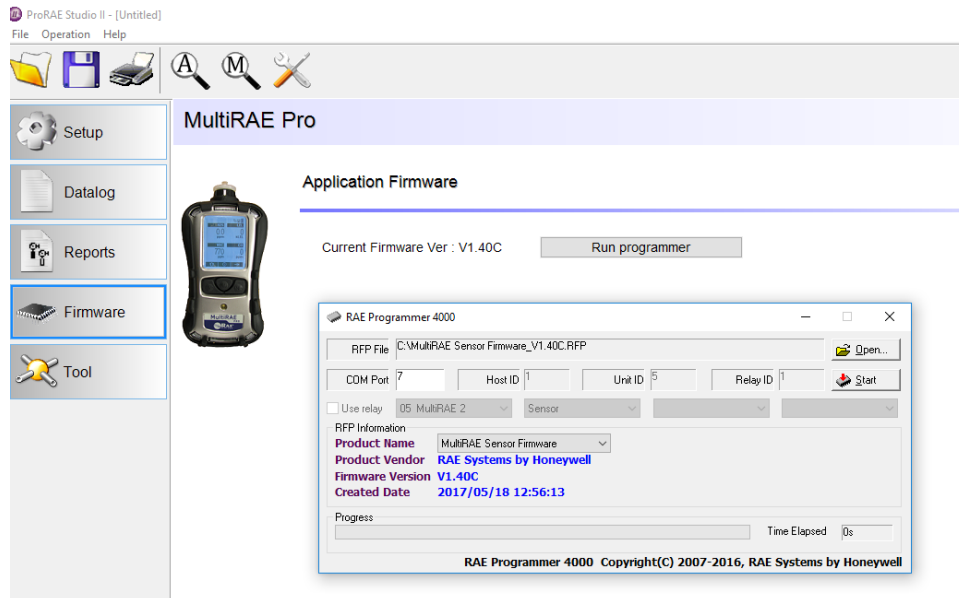 ProRAE Studio II - [Untitled]
File Operation Help
A M
Setup
Datalog
Reports
Firmware
Tool
MultiRAE Pro
Application Firmware
Current Firmware Ver : V1.40C Run programmer
MultiRAE
RAE Programmer 4000
RFP File C:\MultiRAE Sensor Firmware_V1.40C.RFP Open...
COM Port 7 Host ID 1 Unit ID 5 Relay ID 1 Start
Use relay 05 MultiRAE 2 Sensor
RFP Information
Product Name MultiRAE Sensor Firmware
Product Vendor RAE Systems by Honeywell
Firmware Version V1.40C
Created Date 2017/05/18 12:56:13
Progress
Time Elapsed 0s
RAE Programmer 4000 Copyright(C) 2007-2016, RAE Systems by Honeywell